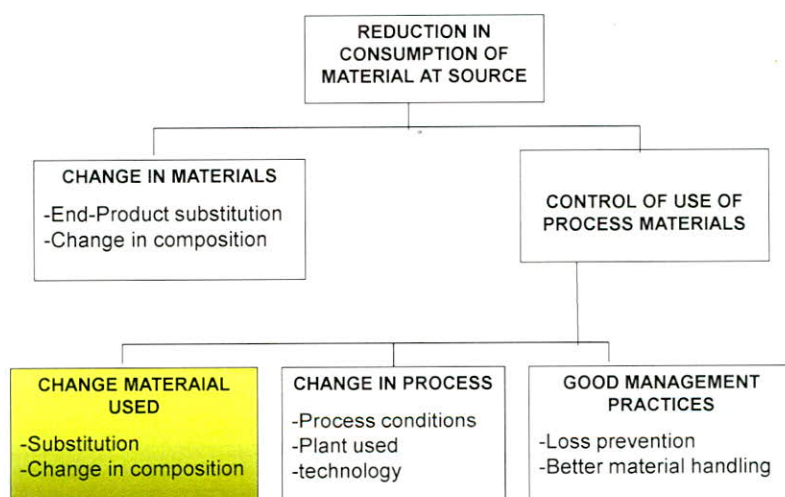 REDUCTION IN
CONSUMPTION OF
MATERIAL AT SOURCE
CHANGE IN MATERIALS
-End-Product substitution
-Change in composition
CONTROL OF USE OF
PROCESS MATERIALS
CHANGE MATERAIAL
USED
-Substitution
-Change in composition
CHANGE IN PROCESS
-Process conditions
-Plant used
-technology
GOOD MANAGEMENT
PRACTICES
-Loss prevention
-Better material handling